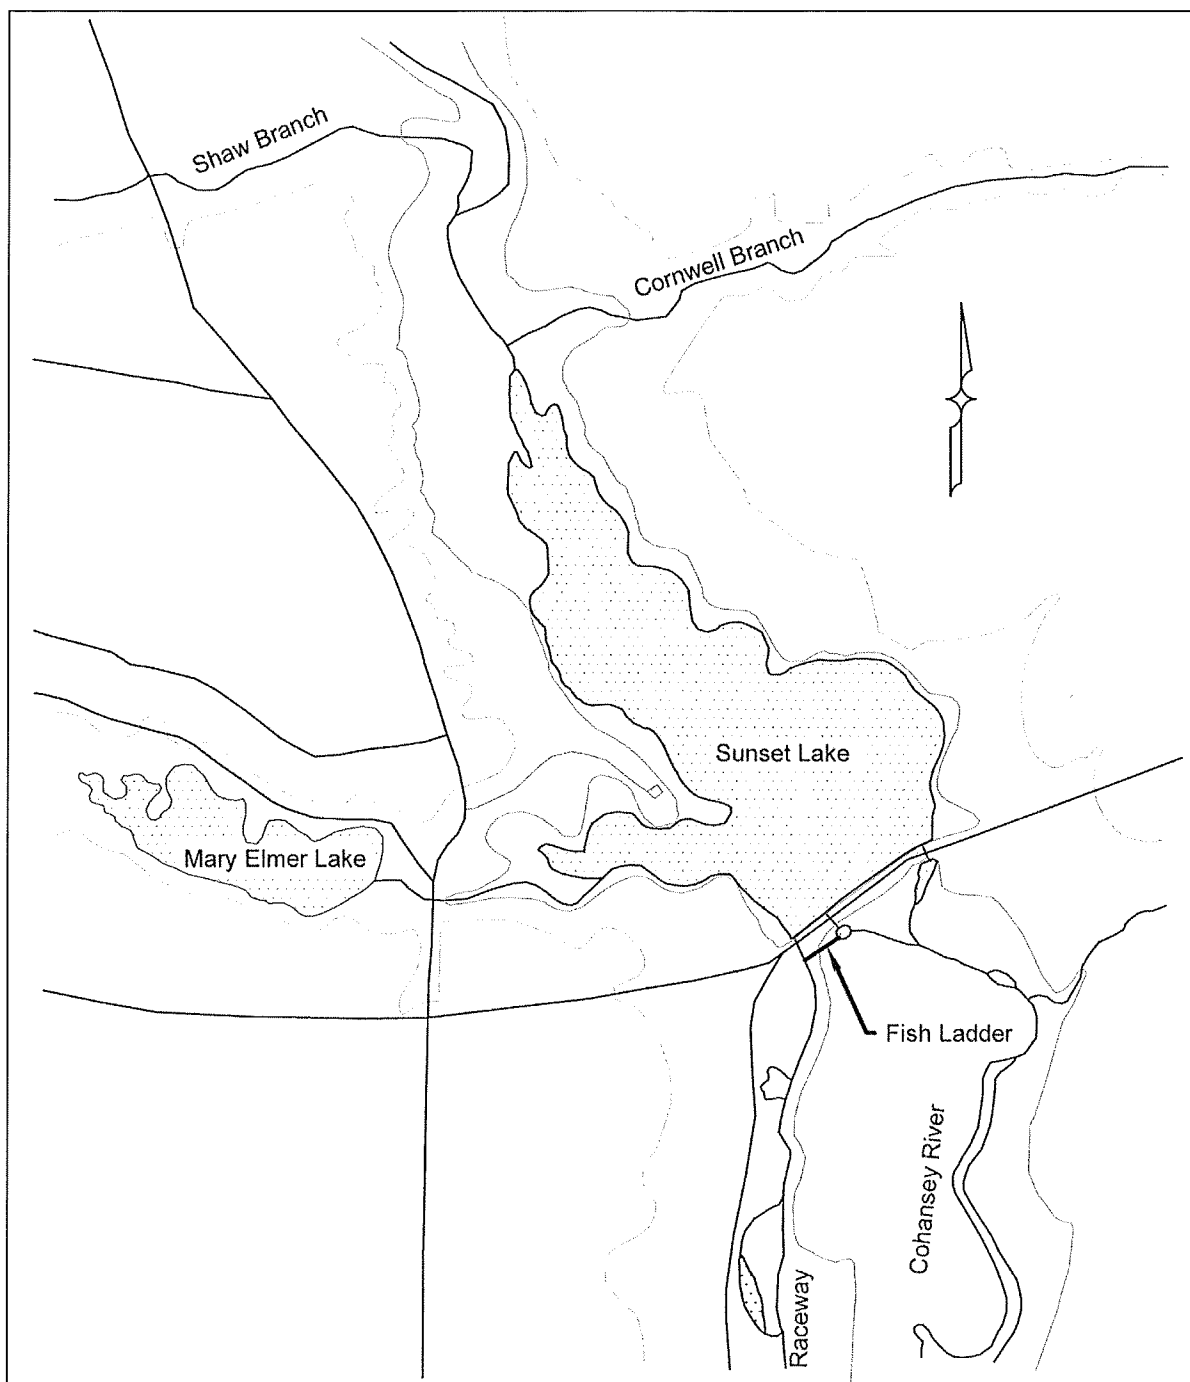 Shaw Branch
Cornwell Branch
Sunset Lake
Mary Elmer Lake
Fish Ladder
Cohansey River
Raceway